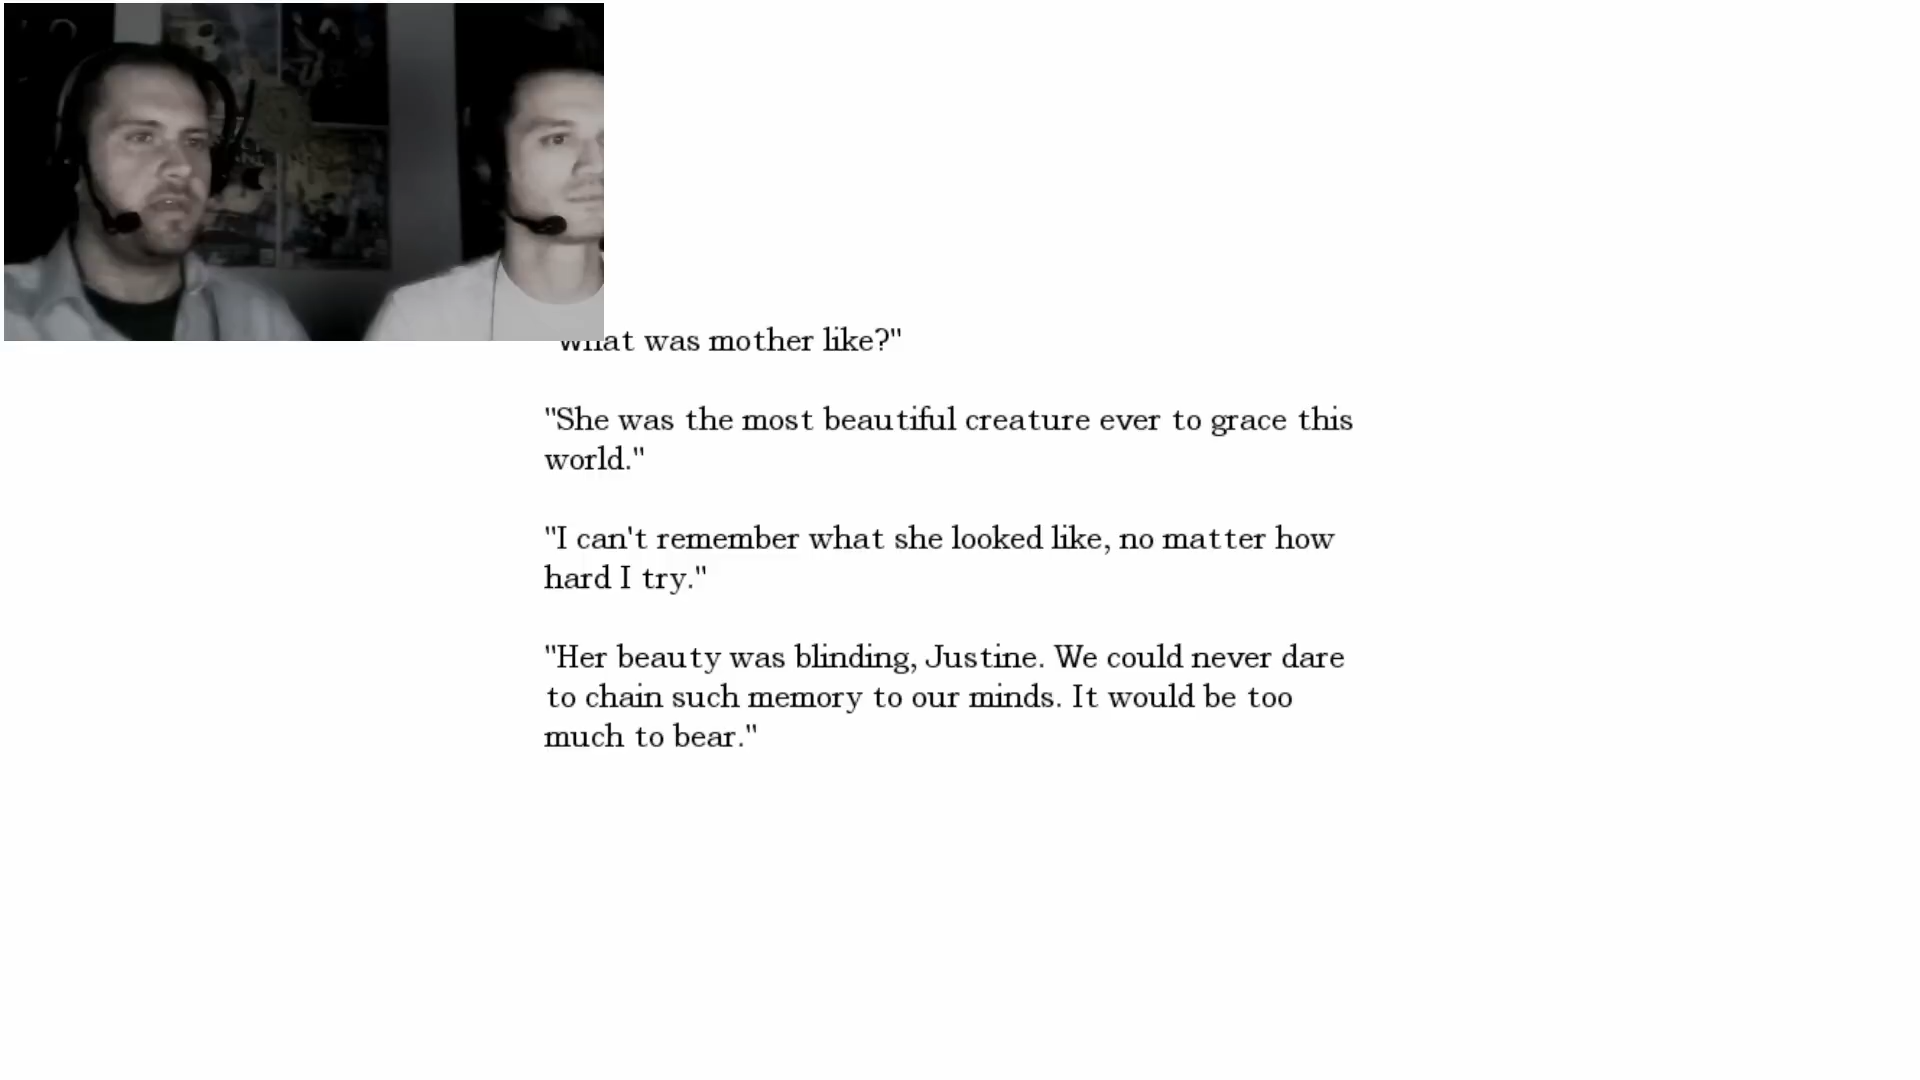 What was mother like?"
"She was the most beautiful creature ever to grace this
world."
"I can't remember what she looked like, no matter how
hard I try."
"Her beauty was blinding, Justine. We could never dare
to chain such memory to our minds. It would be too
much to bear."